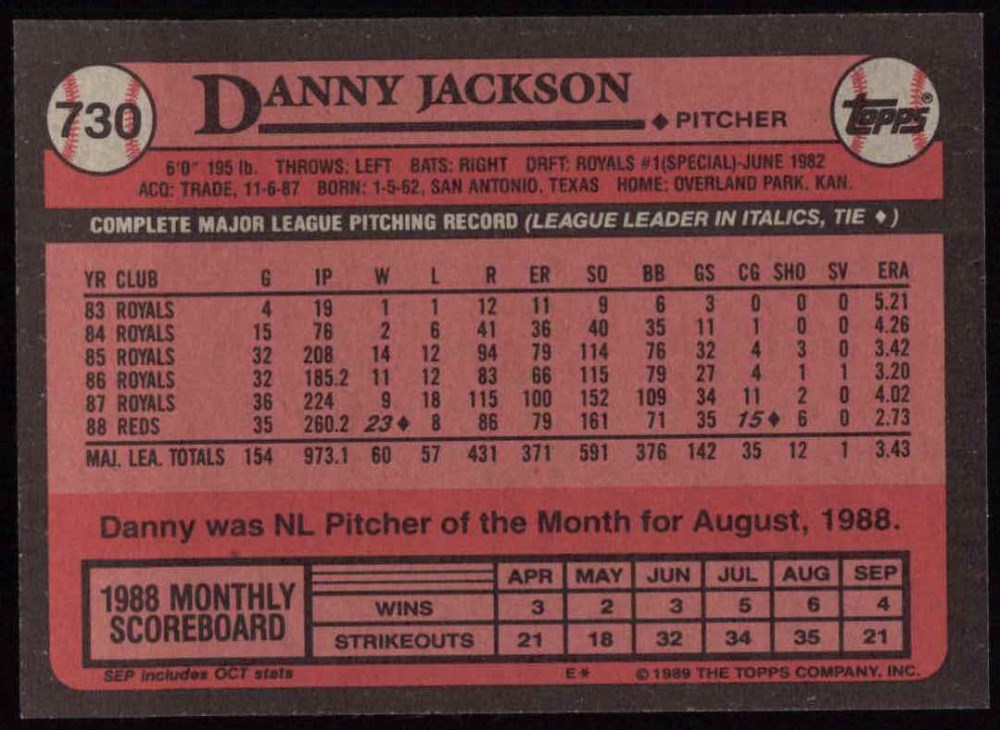 730
DANNY JACKSON
♦ PITCHER
Topps®
6'0" 195 lb. THROWS: LEFT BATS: RIGHT DRFT: ROYALS #1(SPECIAL)-JUNE 1982
ACQ: TRADE, 11-6-87 BORN: 1-5-62, SAN ANTONIO, TEXAS HOME: OVERLAND PARK, KAN.
COMPLETE MAJOR LEAGUE PITCHING RECORD (LEAGUE LEADER IN ITALICS, TIE ♦)
YR CLUB G IP W L R ER SO BB GS CG SHO SV ERA
83 ROYALS 4 19 1 1 12 11 9 6 3 0 0 0 5.21
84 ROYALS 15 76 2 6 41 36 40 35 11 1 0 0 4.26
85 ROYALS 32 208 14 12 94 79 114 76 32 4 3 0 3.42
86 ROYALS 32 185.2 11 12 83 66 115 79 27 4 1 1 3.20
87 ROYALS 36 224 9 18 115 100 152 109 34 11 2 0 4.02
88 REDS 35 260.2 23♦ 8 86 79 161 71 35 15♦ 6 0 2.73
MAJ. LEA. TOTALS 154 973.1 60 57 431 371 591 376 142 35 12 1 3.43
Danny was NL Pitcher of the Month for August, 1988.
1988 MONTHLY SCOREBOARD
APR MAY JUN JUL AUG SEP
WINS 3 2 3 5 6 4
STRIKEOUTS 21 18 32 34 35 21
SEP includes OCT stats E* © 1989 THE TOPPS COMPANY, INC.